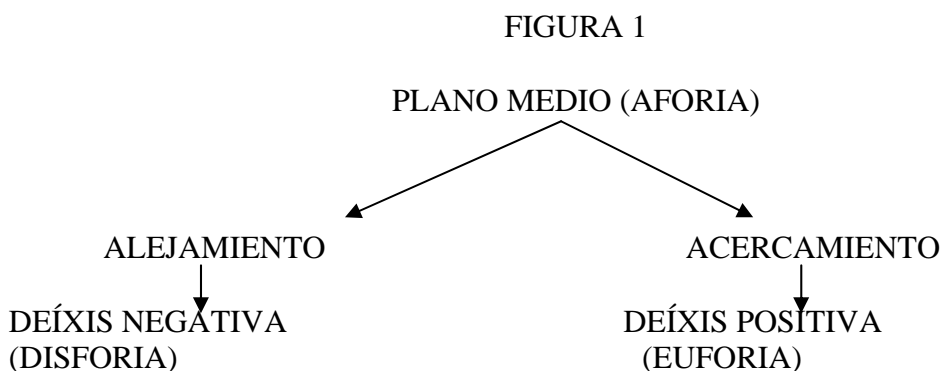 FIGURA 1
PLANO MEDIO (AFORIA)
ALEJAMIENTO ACERCAMIENTO
DEÍXIS NEGATIVA DEÍXIS POSITIVA
(DISFORIA) (EUFORIA)